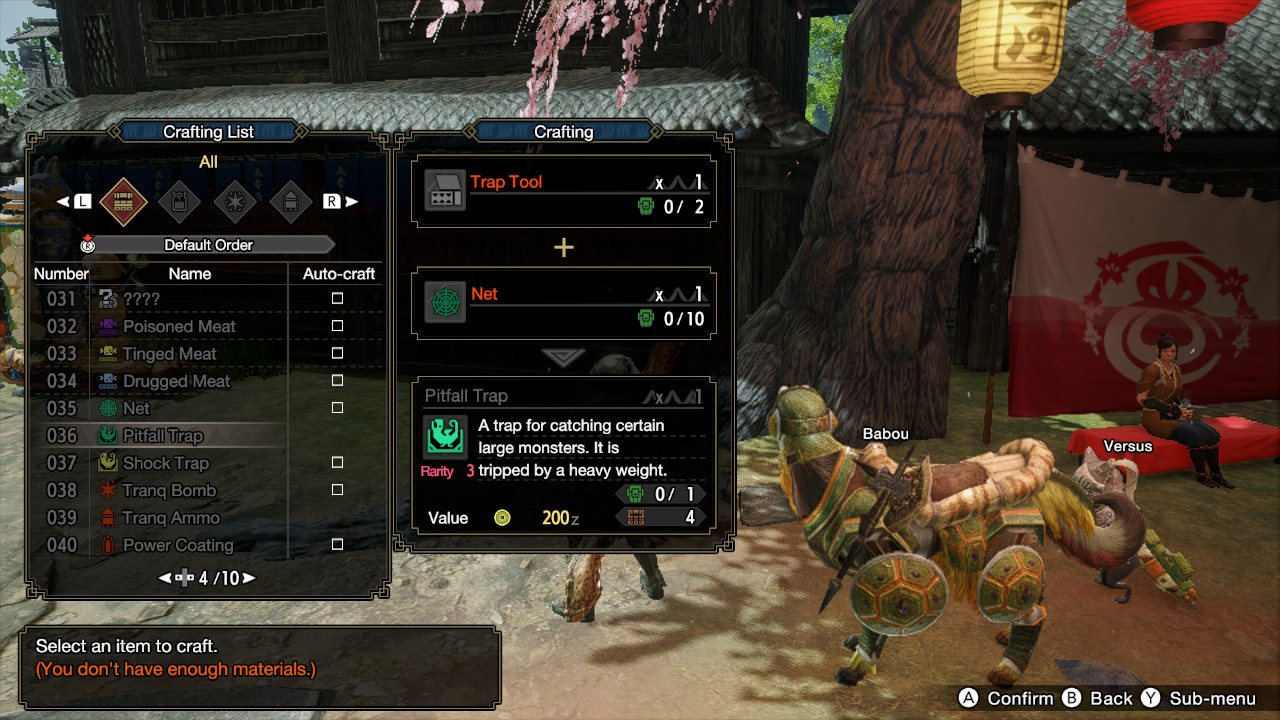 Crafting List
All
L
R
Default Order
Number Name Auto-craft
031 ????
032 Poisoned Meat
033 Tinged Meat
034 Drugged Meat
035 Net
036 Pitfall Trap
037 Shock Trap
038 Tranq Bomb
039 Tranq Ammo
040 Power Coating
4 /10
Crafting
Trap Tool x 1
0/ 2
+
Net x 1
0/10
Pitfall Trap x 1
A trap for catching certain
large monsters. It is
tripped by a heavy weight.
Rarity 3
0/ 1
Value 200z 4
Babou
Versus
Select an item to craft.
(You don't have enough materials.)
A Confirm B Back Y Sub-menu